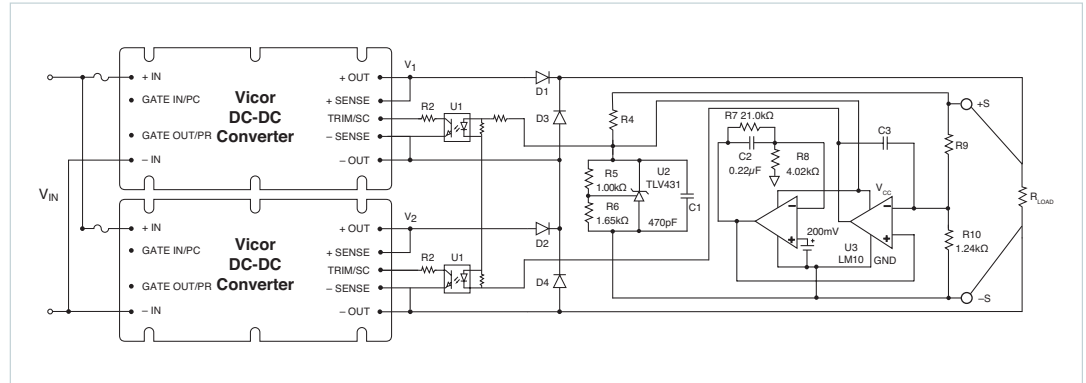 V1
+ IN
GATE IN/PC
GATE OUT/PR
– IN
Vicor
DC-DC
Converter
+ OUT
+ SENSE
TRIM/SC
– SENSE
– OUT
R2
U1
D1
D3
VIN
V2
+ IN
GATE IN/PC
GATE OUT/PR
– IN
Vicor
DC-DC
Converter
+ OUT
+ SENSE
TRIM/SC
– SENSE
– OUT
R2
U1
D2
D4
R4
R5
1.00kΩ
R6
1.65kΩ
U2
TLV431
470pF
C1
R7 21.0kΩ
C2
0.22µF
R8
4.02kΩ
C3
VCC
200mV
U3
LM10
GND
+S
R9
R10
1.24kΩ
–S
RLOAD